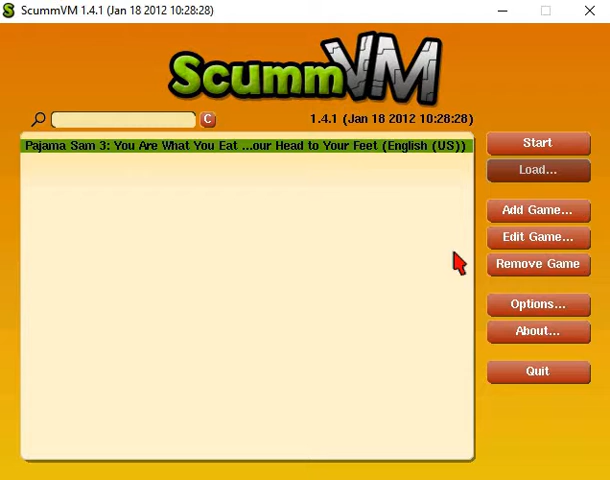 ScummVM 1.4.1 (Jan 18 2012 10:28:28)
ScummVM
C
1.4.1 (Jan 18 2012 10:28:28)
Pajama Sam 3: You Are What You Eat ...our Head to Your Feet (English (US))
Start
Load...
Add Game...
Edit Game...
Remove Game
Options...
About...
Quit